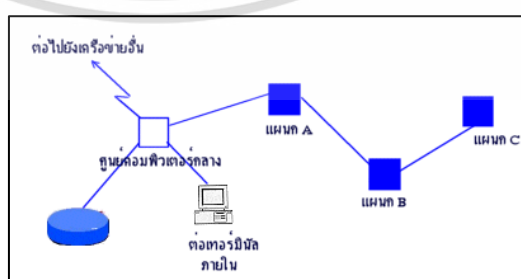 ต่อไปยังเครือข่ายอื่น
แผนก A
แผนก C
ศูนย์คอมพิวเตอร์กลาง
แผนก B
ต่อเทอร์มินัล
ภายใน